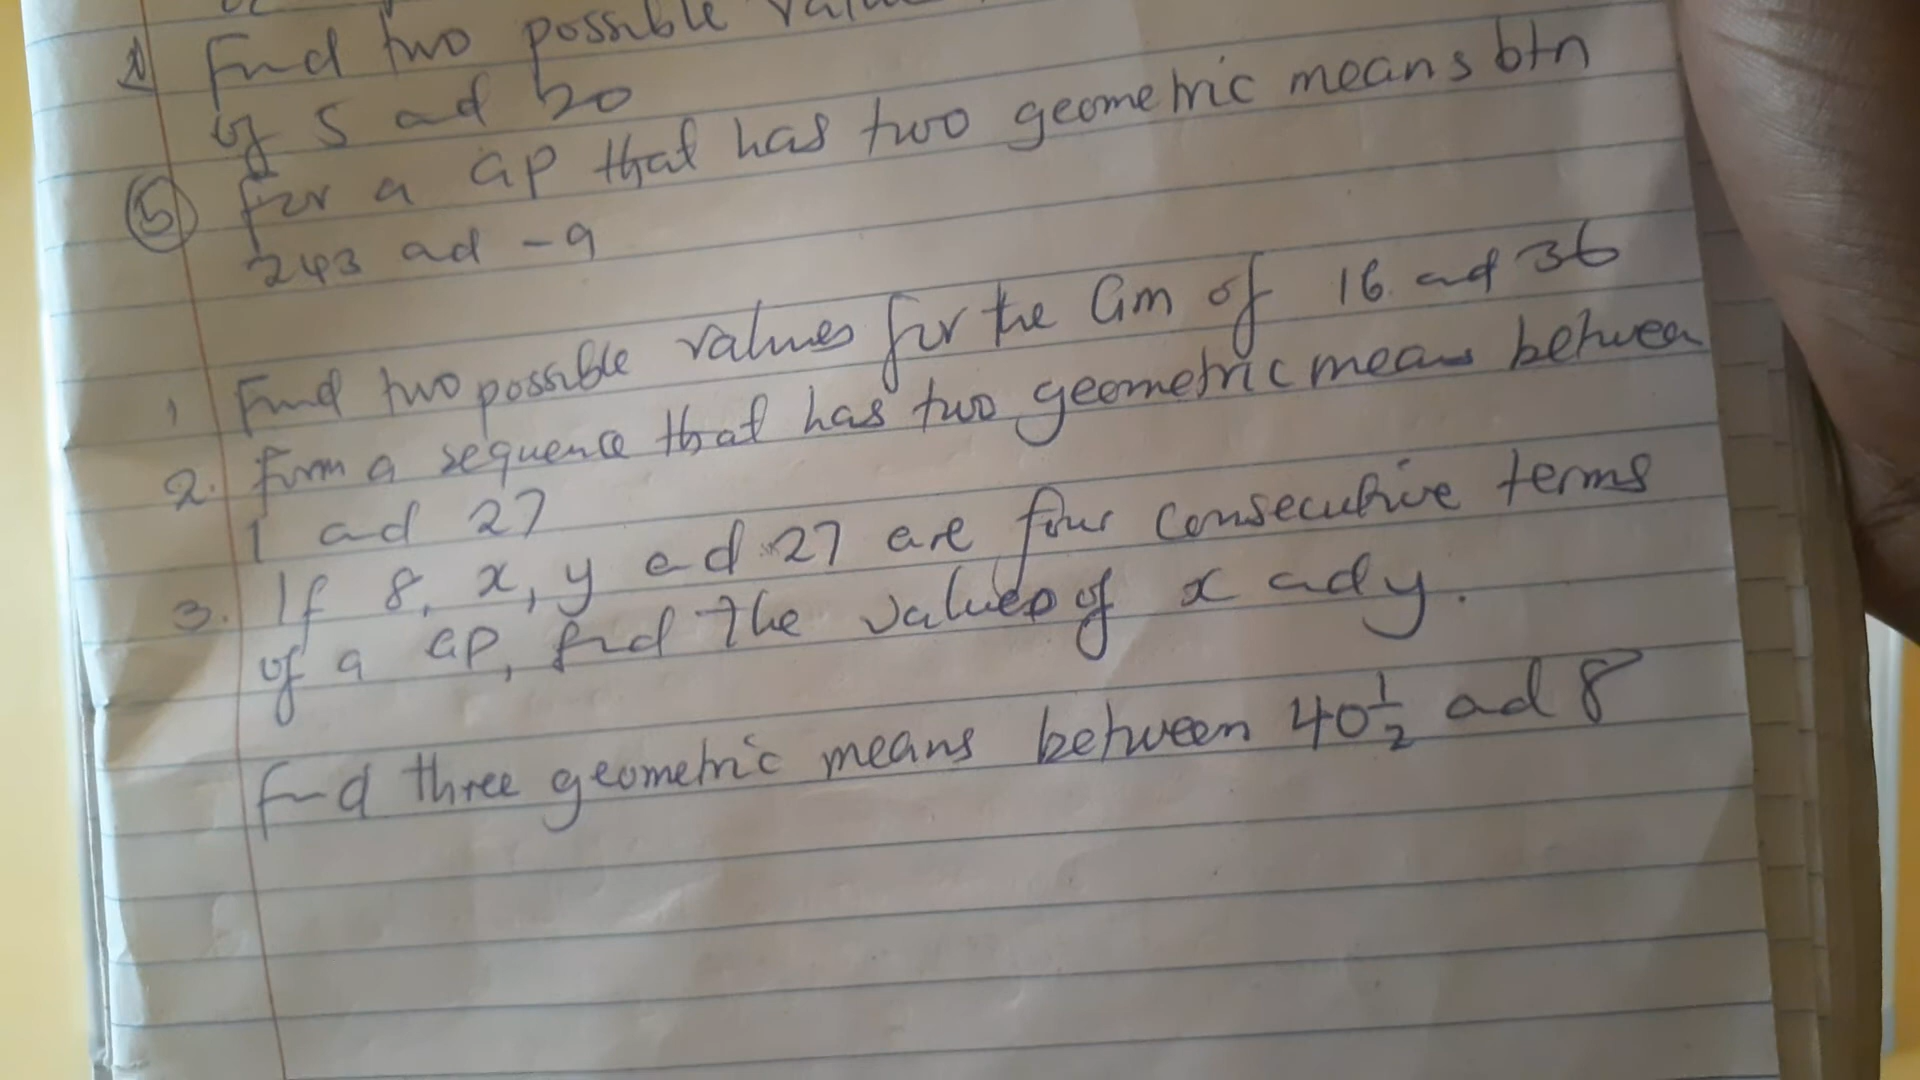 Find two possible
of 5 ad 20
5 for a GP that has two geometric means btn
243 ad -9
1, Find two possible values for the Gm of 16 ad 36
2. form a sequence that has two geometric means between
1 ad 27
3. If 8, x, y ad 27 are four consecutive terms
of a GP, find the values of x ad y.
find three geometric means between 40 1/2 ad 8